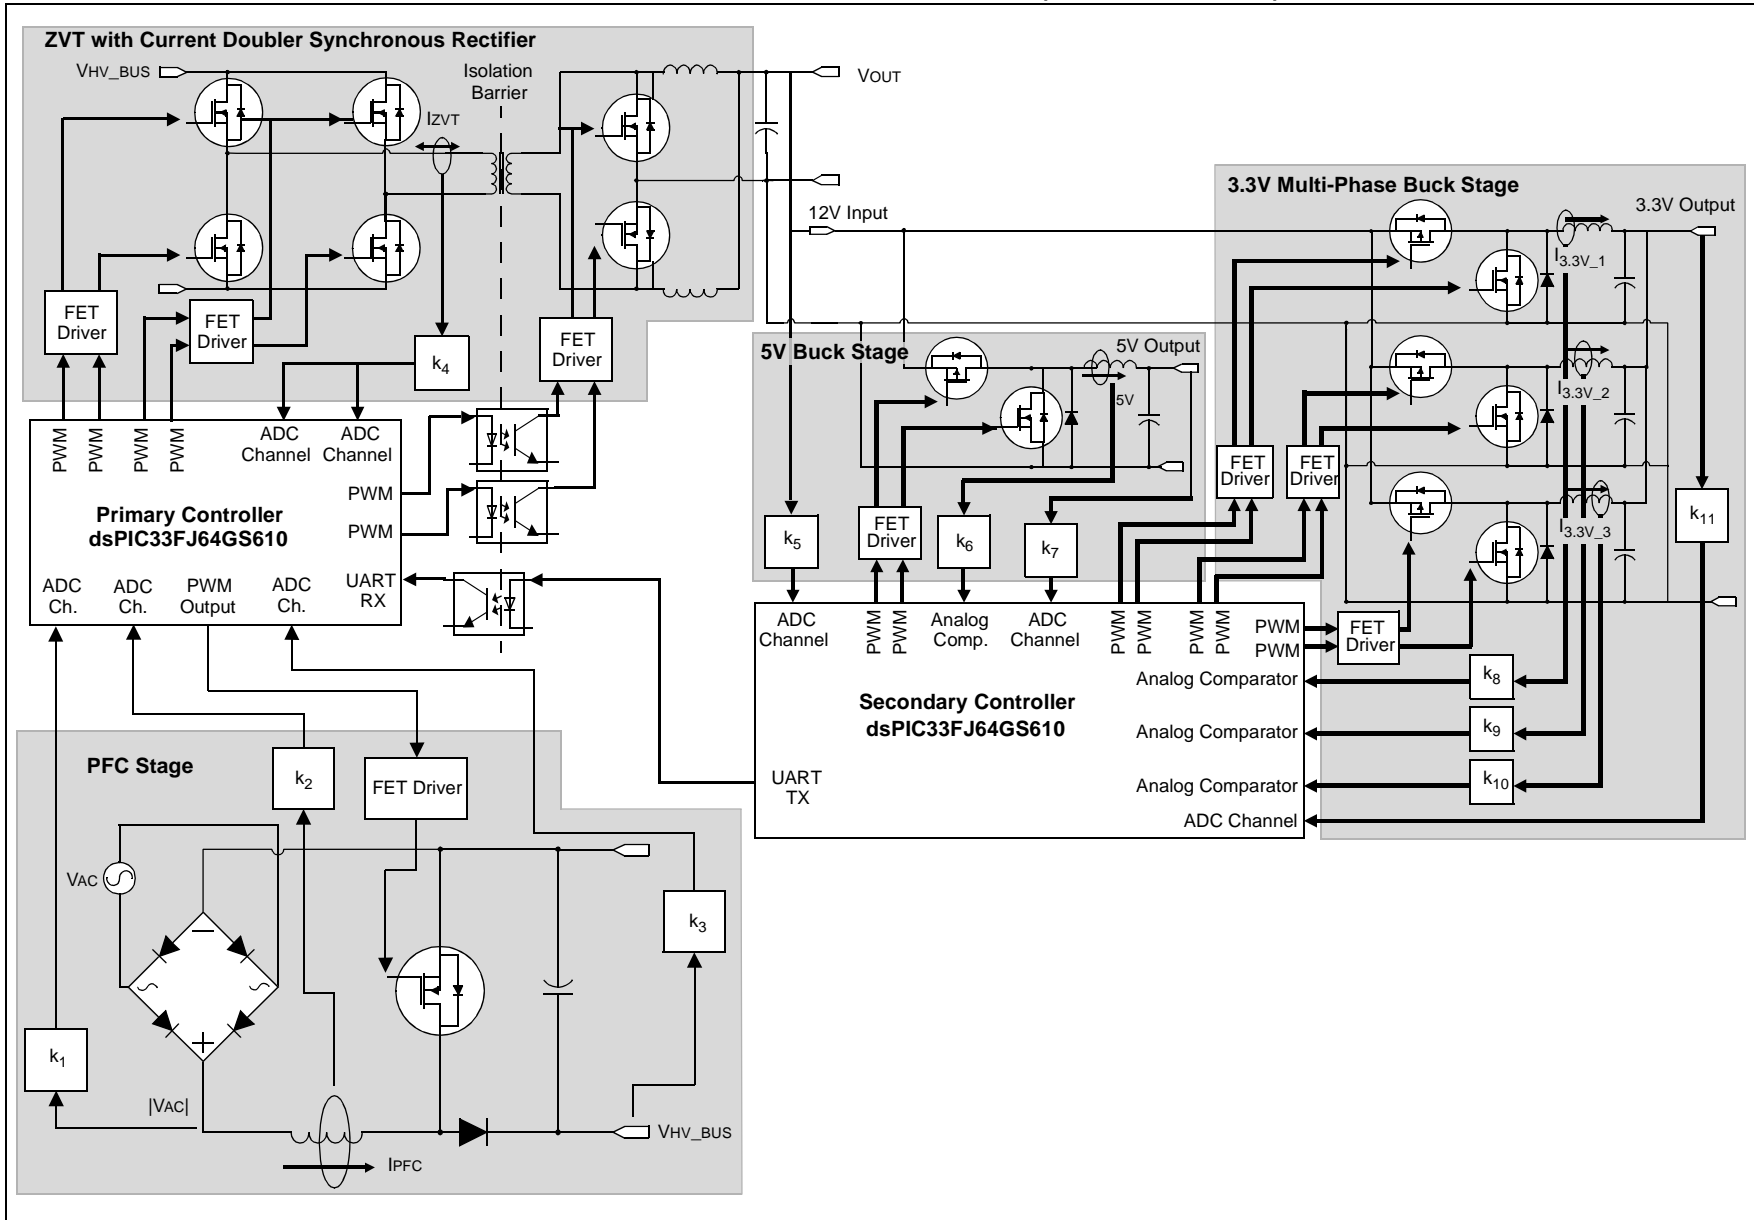 ZVT with Current Doubler Synchronous Rectifier
VHV_BUS
Isolation
Barrier
IZVT
VOUT
12V Input
FET
Driver
FET
Driver
k4
FET
Driver
5V Buck Stage
5V Output
5V
3.3V Multi-Phase Buck Stage
3.3V Output
I3.3V_1
I3.3V_2
I3.3V_3
FET
Driver
FET
Driver
k11
PWM
PWM
PWM
PWM
ADC
Channel
ADC
Channel
PWM
PWM
Primary Controller
dsPIC33FJ64GS610
UART
RX
ADC
Ch.
ADC
Ch.
PWM
Output
ADC
Ch.
k5
FET
Driver
k6
k7
ADC
Channel
PWM
PWM
Analog
Comp.
ADC
Channel
PWM
PWM
PWM
PWM
PWM
PWM
FET
Driver
Analog Comparator
k8
Secondary Controller
dsPIC33FJ64GS610
Analog Comparator
k9
UART
TX
Analog Comparator
k10
ADC Channel
PFC Stage
k2
FET Driver
VAC
k3
k1
|VAC|
VHV_BUS
IPFC